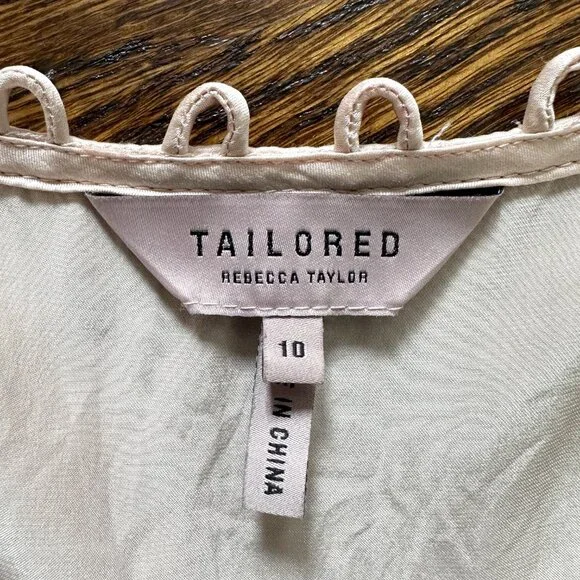 TAILORED
REBECCA TAYLOR
10
IN CHINA